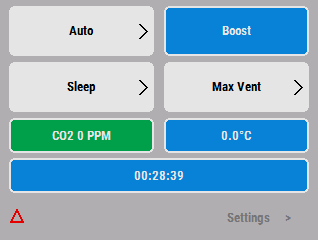 Auto > Boost
Sleep > Max Vent >
CO2 0 PPM 0.0°C
00:28:39
Settings >